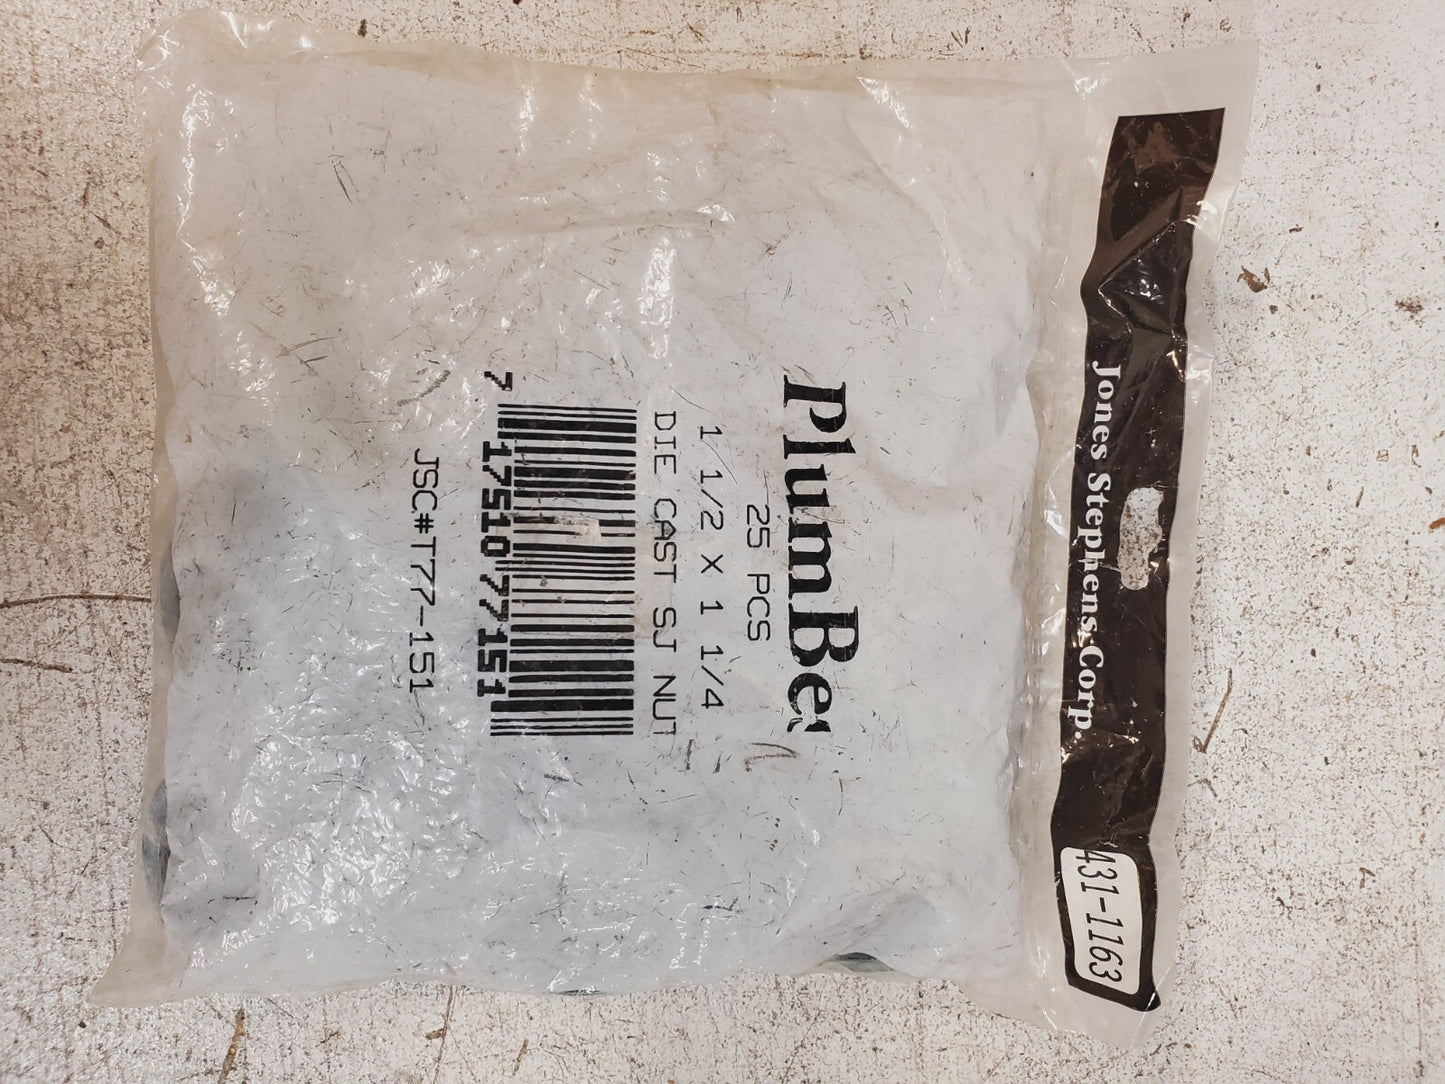 Jones Stephens Corp.
431-1163
PlumBe
25 PCS
1 1/2 X 1 1/4
DIE CAST SJ NUT
7 17510 77151
JSC#T77-151